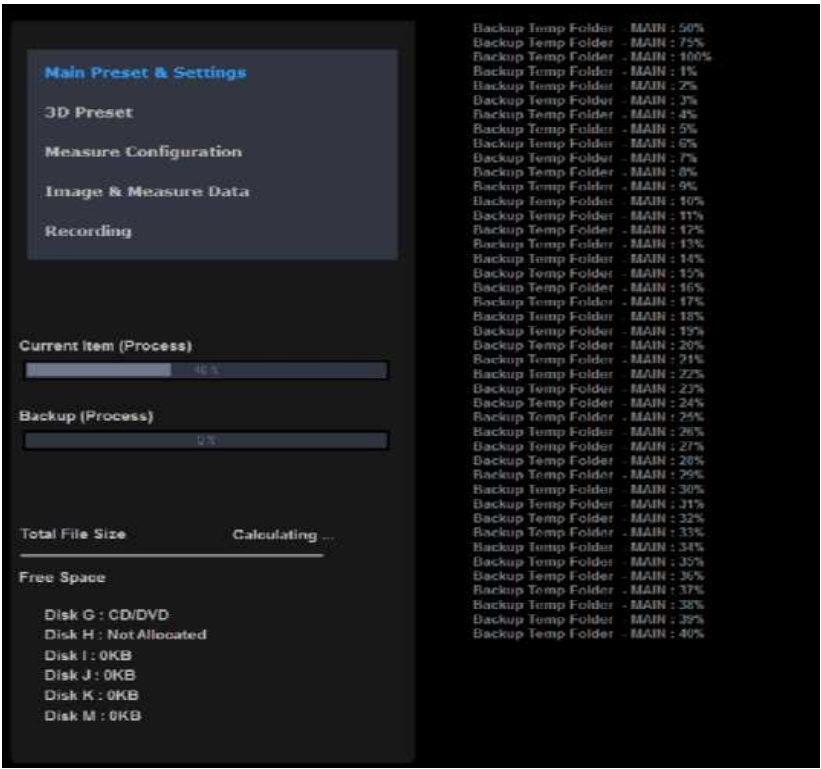 Main Preset & Settings
3D Preset
Measure Configuration
Image & Measure Data
Recording
Current Item (Process)
40 %
Backup (Process)
0 %
Total File Size Calculating ...
Free Space
Disk G : CD/DVD
Disk H : Not Allocated
Disk I : 0KB
Disk J : 0KB
Disk K : 0KB
Disk M : 0KB
Backup Temp Folder - MAIN : 50%
Backup Temp Folder - MAIN : 75%
Backup Temp Folder - MAIN : 100%
Backup Temp Folder - MAIN : 1%
Backup Temp Folder - MAIN : 2%
Backup Temp Folder - MAIN : 3%
Backup Temp Folder - MAIN : 4%
Backup Temp Folder - MAIN : 5%
Backup Temp Folder - MAIN : 6%
Backup Temp Folder - MAIN : 7%
Backup Temp Folder - MAIN : 8%
Backup Temp Folder - MAIN : 9%
Backup Temp Folder - MAIN : 10%
Backup Temp Folder - MAIN : 11%
Backup Temp Folder - MAIN : 12%
Backup Temp Folder - MAIN : 13%
Backup Temp Folder - MAIN : 14%
Backup Temp Folder - MAIN : 15%
Backup Temp Folder - MAIN : 16%
Backup Temp Folder - MAIN : 17%
Backup Temp Folder - MAIN : 18%
Backup Temp Folder - MAIN : 19%
Backup Temp Folder - MAIN : 20%
Backup Temp Folder - MAIN : 21%
Backup Temp Folder - MAIN : 22%
Backup Temp Folder - MAIN : 23%
Backup Temp Folder - MAIN : 24%
Backup Temp Folder - MAIN : 25%
Backup Temp Folder - MAIN : 26%
Backup Temp Folder - MAIN : 27%
Backup Temp Folder - MAIN : 28%
Backup Temp Folder - MAIN : 29%
Backup Temp Folder - MAIN : 30%
Backup Temp Folder - MAIN : 31%
Backup Temp Folder - MAIN : 32%
Backup Temp Folder - MAIN : 33%
Backup Temp Folder - MAIN : 34%
Backup Temp Folder - MAIN : 35%
Backup Temp Folder - MAIN : 36%
Backup Temp Folder - MAIN : 37%
Backup Temp Folder - MAIN : 38%
Backup Temp Folder - MAIN : 39%
Backup Temp Folder - MAIN : 40%